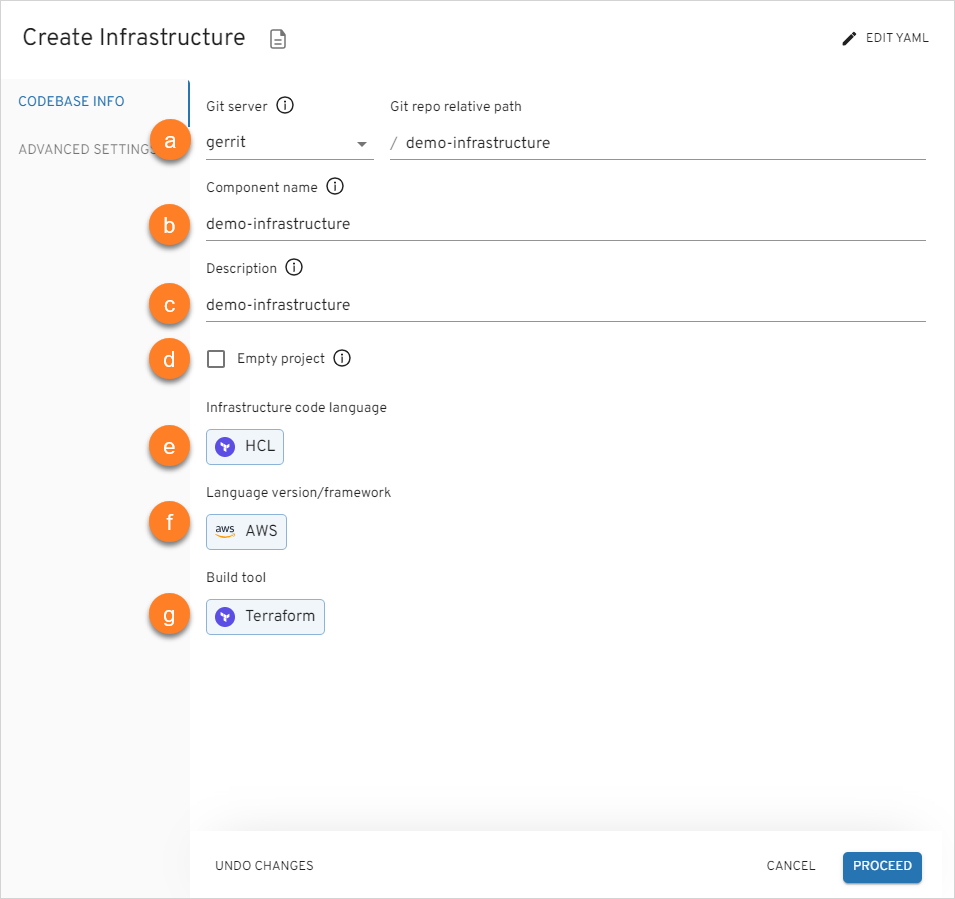 Create Infrastructure
EDIT YAML
CODEBASE INFO
ADVANCED SETTINGS
Git server
Git repo relative path
a
gerrit
/ demo-infrastructure
Component name
b
demo-infrastructure
Description
c
demo-infrastructure
d
Empty project
Infrastructure code language
e
HCL
Language version/framework
f
aws AWS
Build tool
g
Terraform
UNDO CHANGES
CANCEL
PROCEED